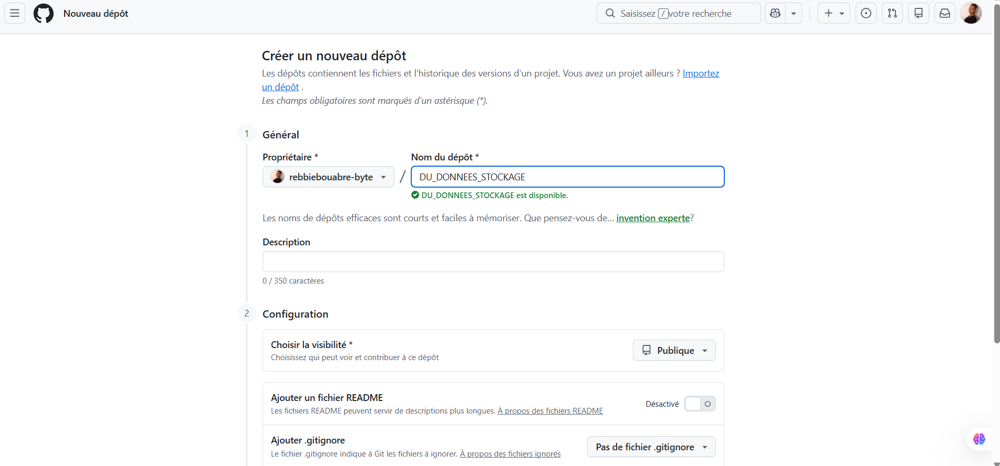 Nouveau dépôt
Saisissez / votre recherche
Créer un nouveau dépôt
Les dépôts contiennent les fichiers et l'historique des versions d'un projet. Vous avez un projet ailleurs ? Importez
un dépôt .
Les champs obligatoires sont marqués d'un astérisque (*).
1
Général
Propriétaire *
Nom du dépôt *
rebbiebouabre-byte
/
DU_DONNEES_STOCKAGE
DU_DONNEES_STOCKAGE est disponible.
Les noms de dépôts efficaces sont courts et faciles à mémoriser. Que pensez-vous de... invention experte?
Description
0 / 350 caractères
2
Configuration
Choisir la visibilité *
Choisissez qui peut voir et contribuer à ce dépôt
Publique
Ajouter un fichier README
Les fichiers README peuvent servir de descriptions plus longues. À propos des fichiers README
Désactivé
Ajouter .gitignore
Le fichier .gitignore indique à Git les fichiers à ignorer. À propos des fichiers ignorés
Pas de fichier .gitignore